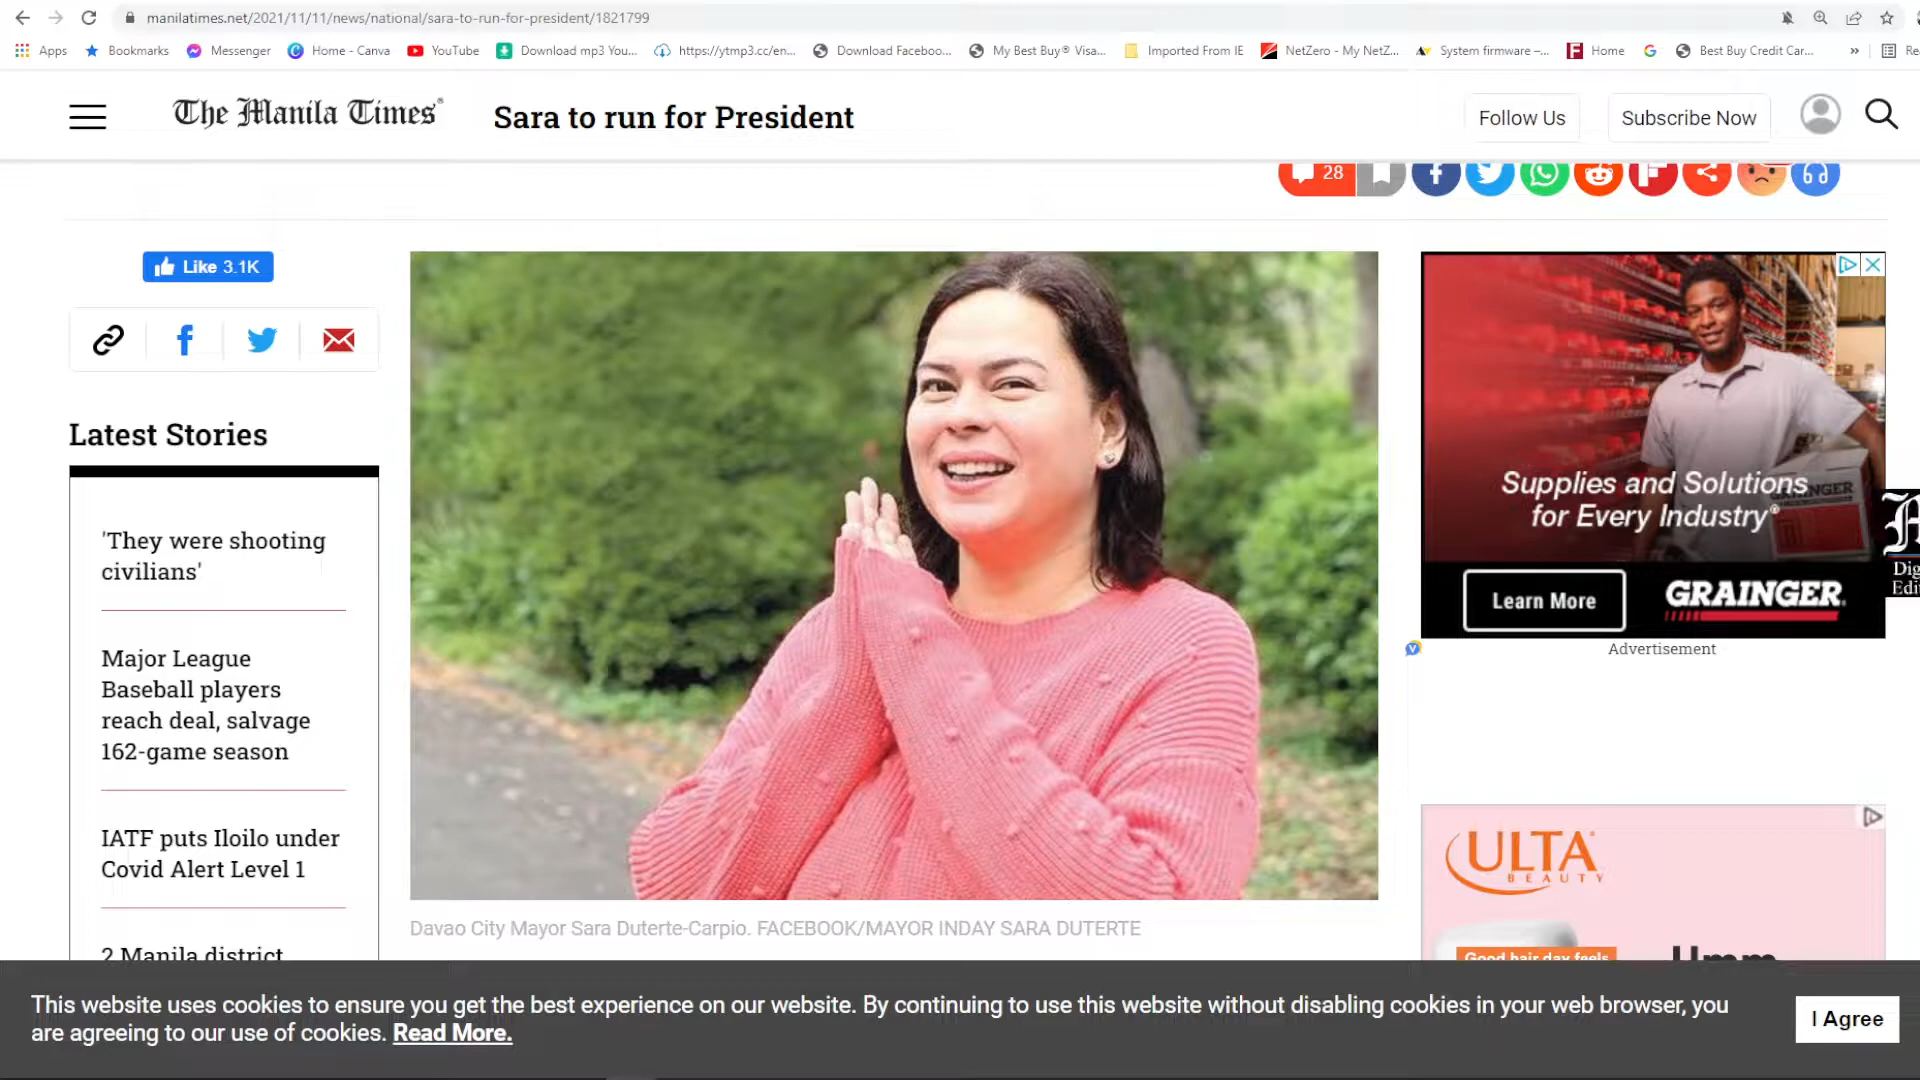 manilatimes.net/2021/11/11/news/national/sara-to-run-for-president/1821799
Apps Bookmarks Messenger Home - Canva YouTube Download mp3 You... https://ytmp3.cc/en... Download Faceboo... My Best Buy® Visa... Imported From IE NetZero - My NetZ... System firmware –... Home Best Buy Credit Car... »
The Manila Times® Sara to run for President Follow Us Subscribe Now
28
Like 3.1K
Latest Stories
'They were shooting
civilians'
Major League
Baseball players
reach deal, salvage
162-game season
IATF puts Iloilo under
Covid Alert Level 1
2 Manila district
Davao City Mayor Sara Duterte-Carpio. FACEBOOK/MAYOR INDAY SARA DUTERTE
Supplies and Solutions
for Every Industry®
GRAINGER
Learn More GRAINGER
Advertisement
ULTA
BEAUTY
Good hair day feels
This website uses cookies to ensure you get the best experience on our website. By continuing to use this website without disabling cookies in your web browser, you
are agreeing to our use of cookies. Read More.
I Agree